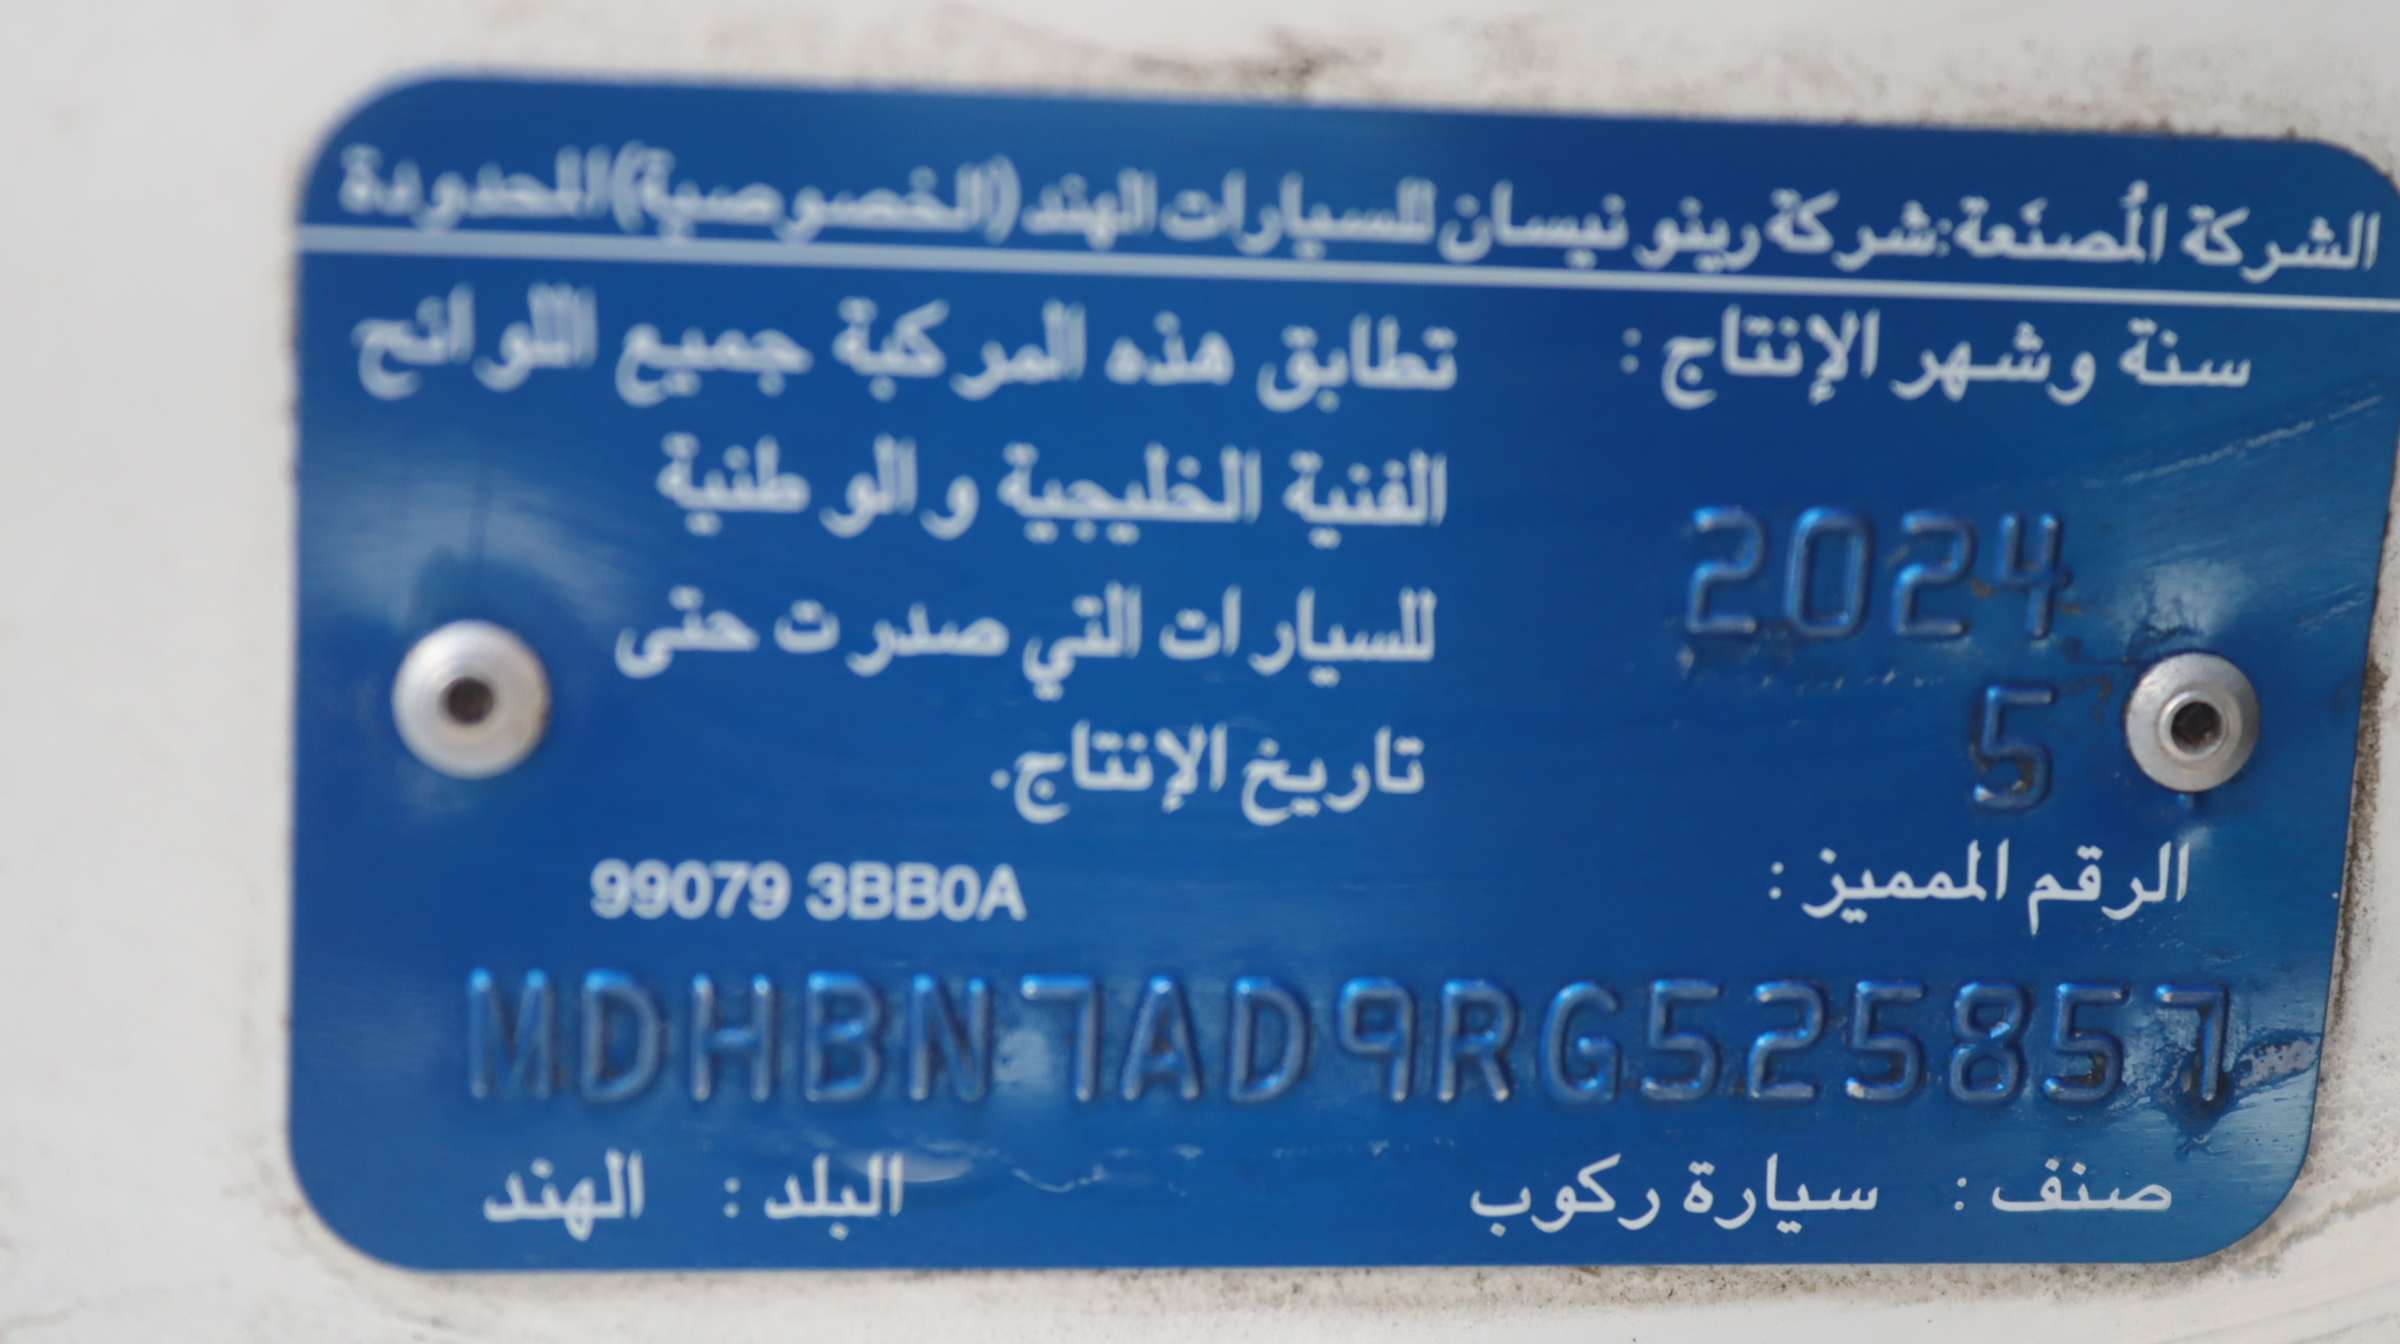 الشركة المُصنَعة:شركة رينو نيسان للسيارات الهند(الخصوصية)المحدودة
سنة وشهر الإنتاج :
2024
5
تطابق هذه المركبة جميع اللوائح
الفنية الخليجية والوطنية
للسيارات التي صدرت حتى
تاريخ الإنتاج.
الرقم المميز :
99079 3BB0A
MDHBN7AD9RG525857
صنف : سيارة ركوب
البلد : الهند